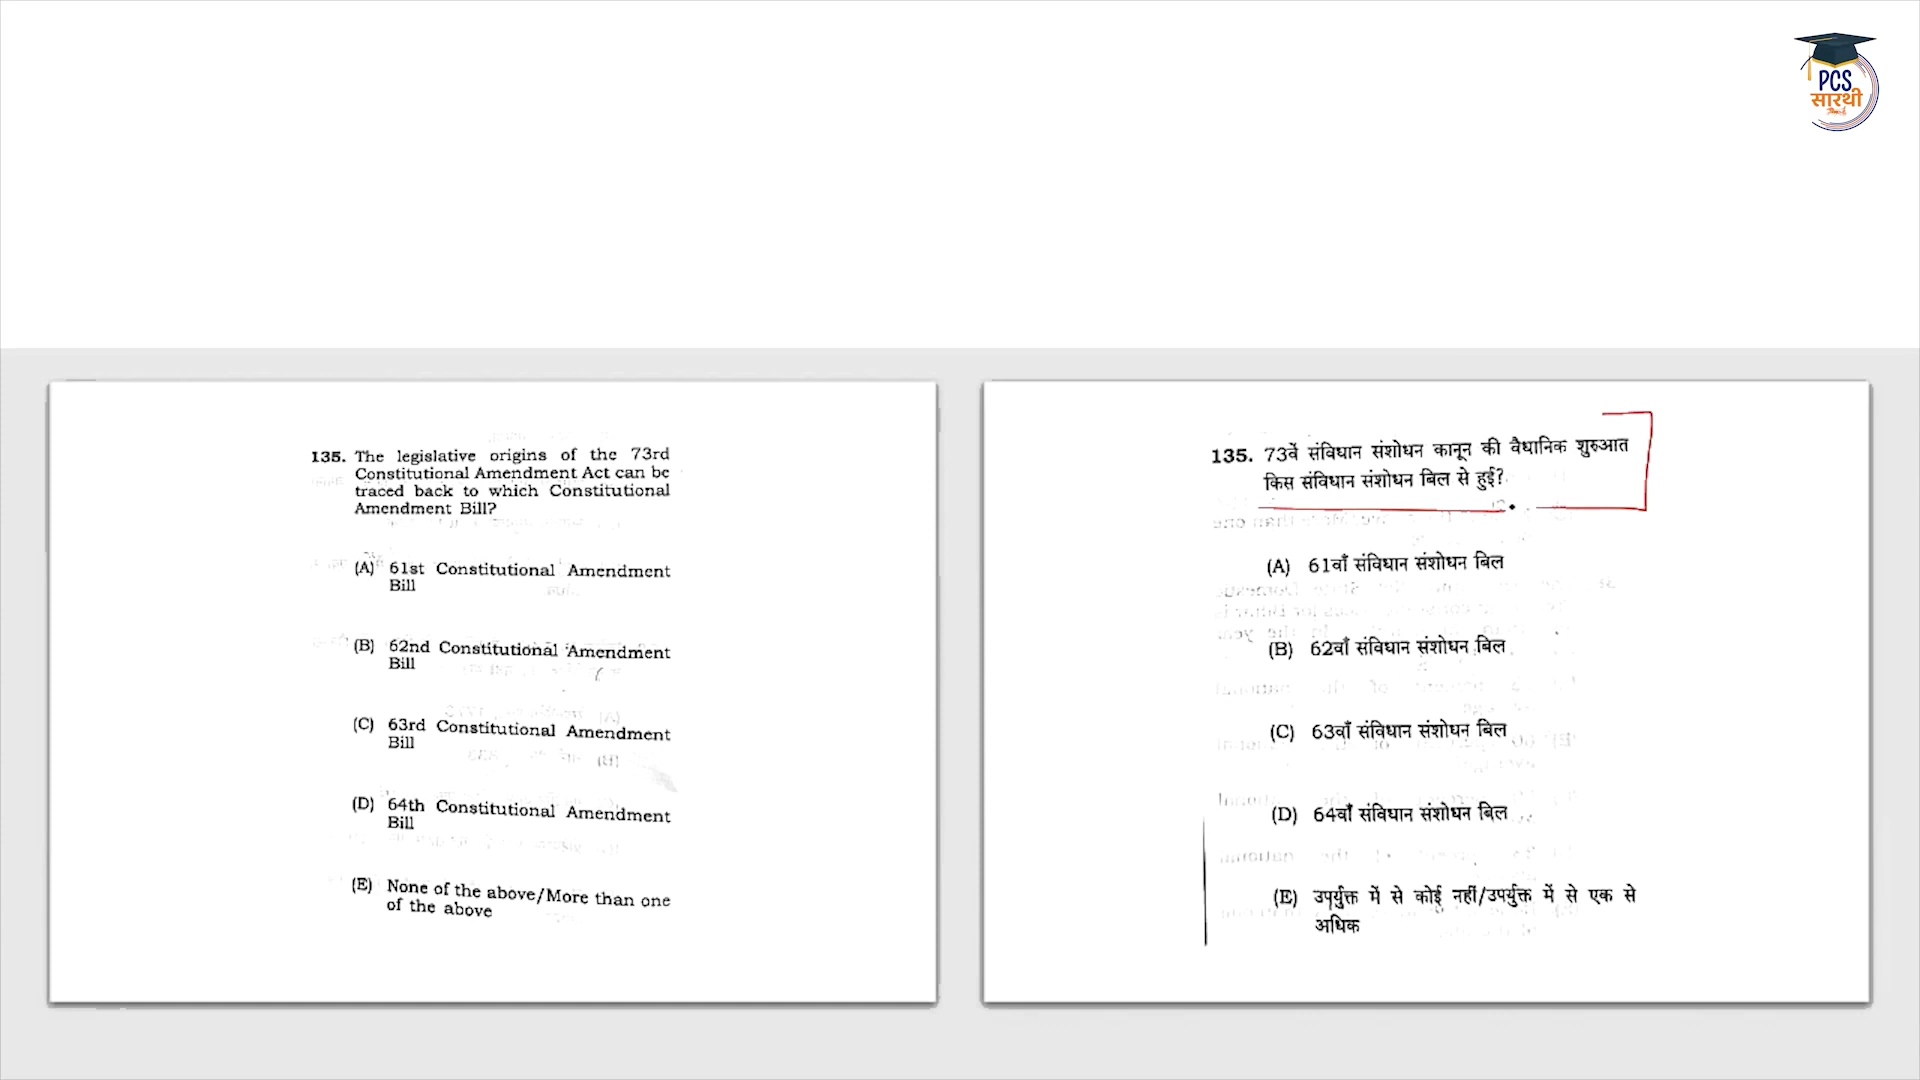 PCS
सारथी
135. The legislative origins of the 73rd
Constitutional Amendment Act can be
traced back to which Constitutional
Amendment Bill?
(A) 61st Constitutional Amendment
Bill
(B) 62nd Constitutional Amendment
Bill
(C) 63rd Constitutional Amendment
Bill
(D) 64th Constitutional Amendment
Bill
(E) None of the above/More than one
of the above
135. 73वें संविधान संशोधन कानून की वैधानिक शुरुआत
किस संविधान संशोधन बिल से हुई?
(A) 61वाँ संविधान संशोधन बिल
(B) 62वाँ संविधान संशोधन बिल
(C) 63वाँ संविधान संशोधन बिल
(D) 64वाँ संविधान संशोधन बिल
(E) उपर्युक्त में से कोई नहीं/उपर्युक्त में से एक से
अधिक